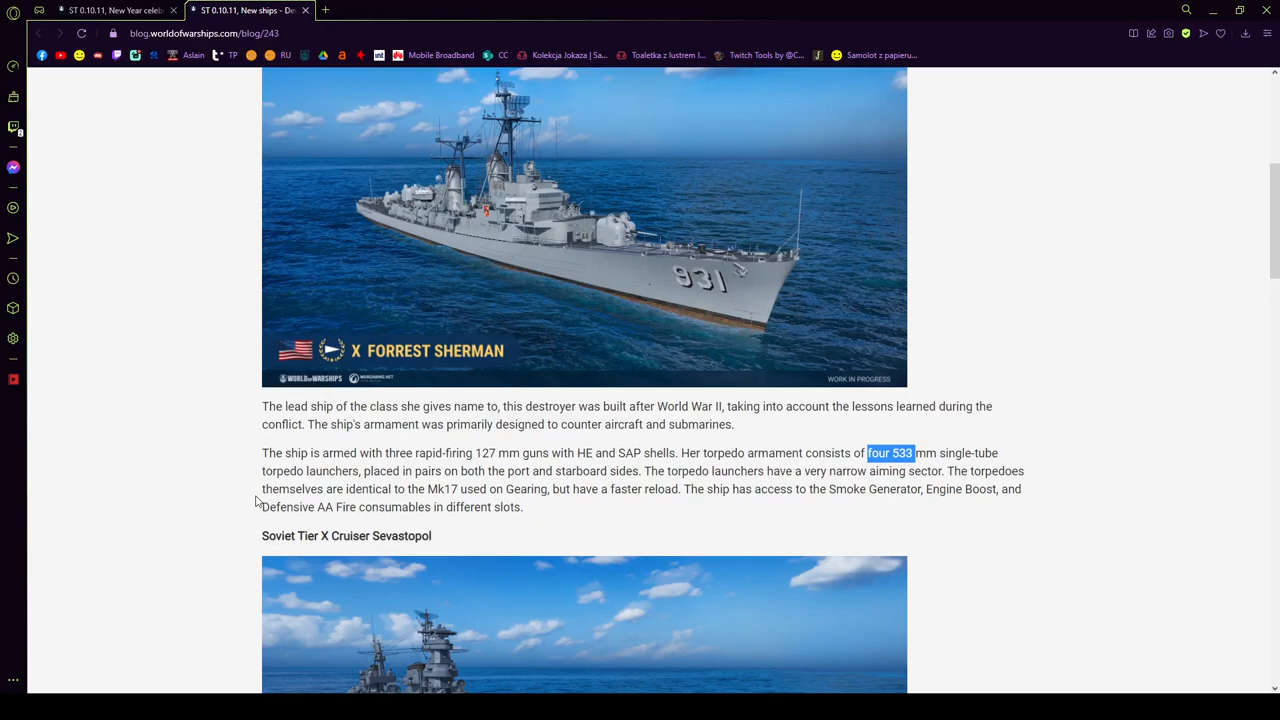 ST 0.10.11, New Year celeb
ST 0.10.11, New ships - De
blog.worldofwarships.com/blog/243
Aslain
TP
RU
Mobile Broadband
CC
Kolekcja Jokaza | Sa...
Toaletka z lustrem I...
Twitch Tools by @C...
Samolot z papieru...
2
931
X FORREST SHERMAN
WORLD OF WARSHIPS
WARGAMING.NET
WORK IN PROGRESS
The lead ship of the class she gives name to, this destroyer was built after World War II, taking into account the lessons learned during the
conflict. The ship's armament was primarily designed to counter aircraft and submarines.
The ship is armed with three rapid-firing 127 mm guns with HE and SAP shells. Her torpedo armament consists of four 533 mm single-tube
torpedo launchers, placed in pairs on both the port and starboard sides. The torpedo launchers have a very narrow aiming sector. The torpedoes
themselves are identical to the Mk17 used on Gearing, but have a faster reload. The ship has access to the Smoke Generator, Engine Boost, and
Defensive AA Fire consumables in different slots.
Soviet Tier X Cruiser Sevastopol